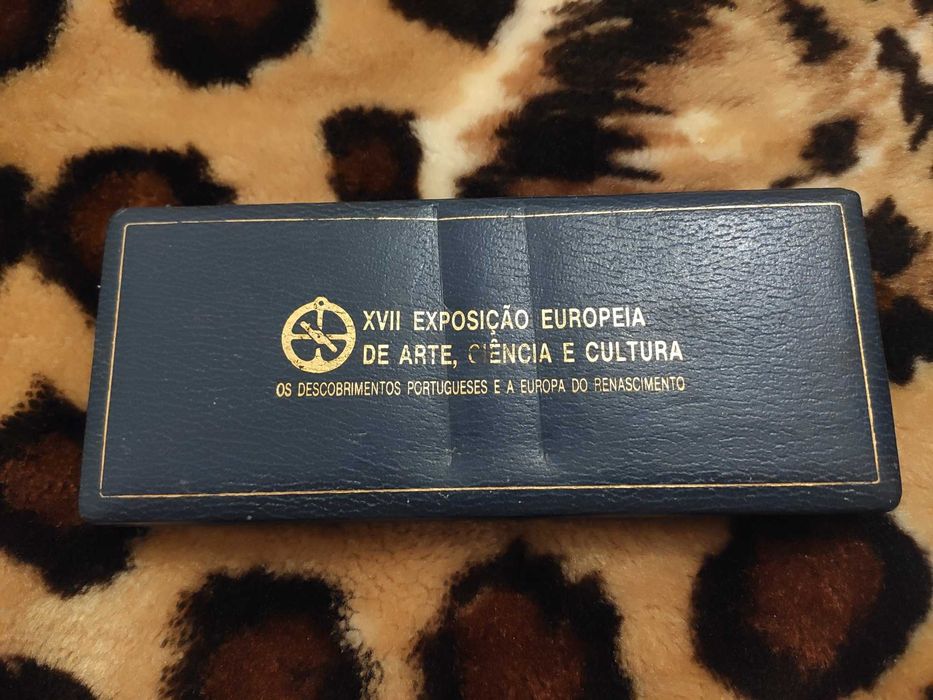 XVII EXPOSIÇÃO EUROPEIA
DE ARTE, CIÊNCIA E CULTURA
OS DESCOBRIMENTOS PORTUGUESES E A EUROPA DO RENASCIMENTO